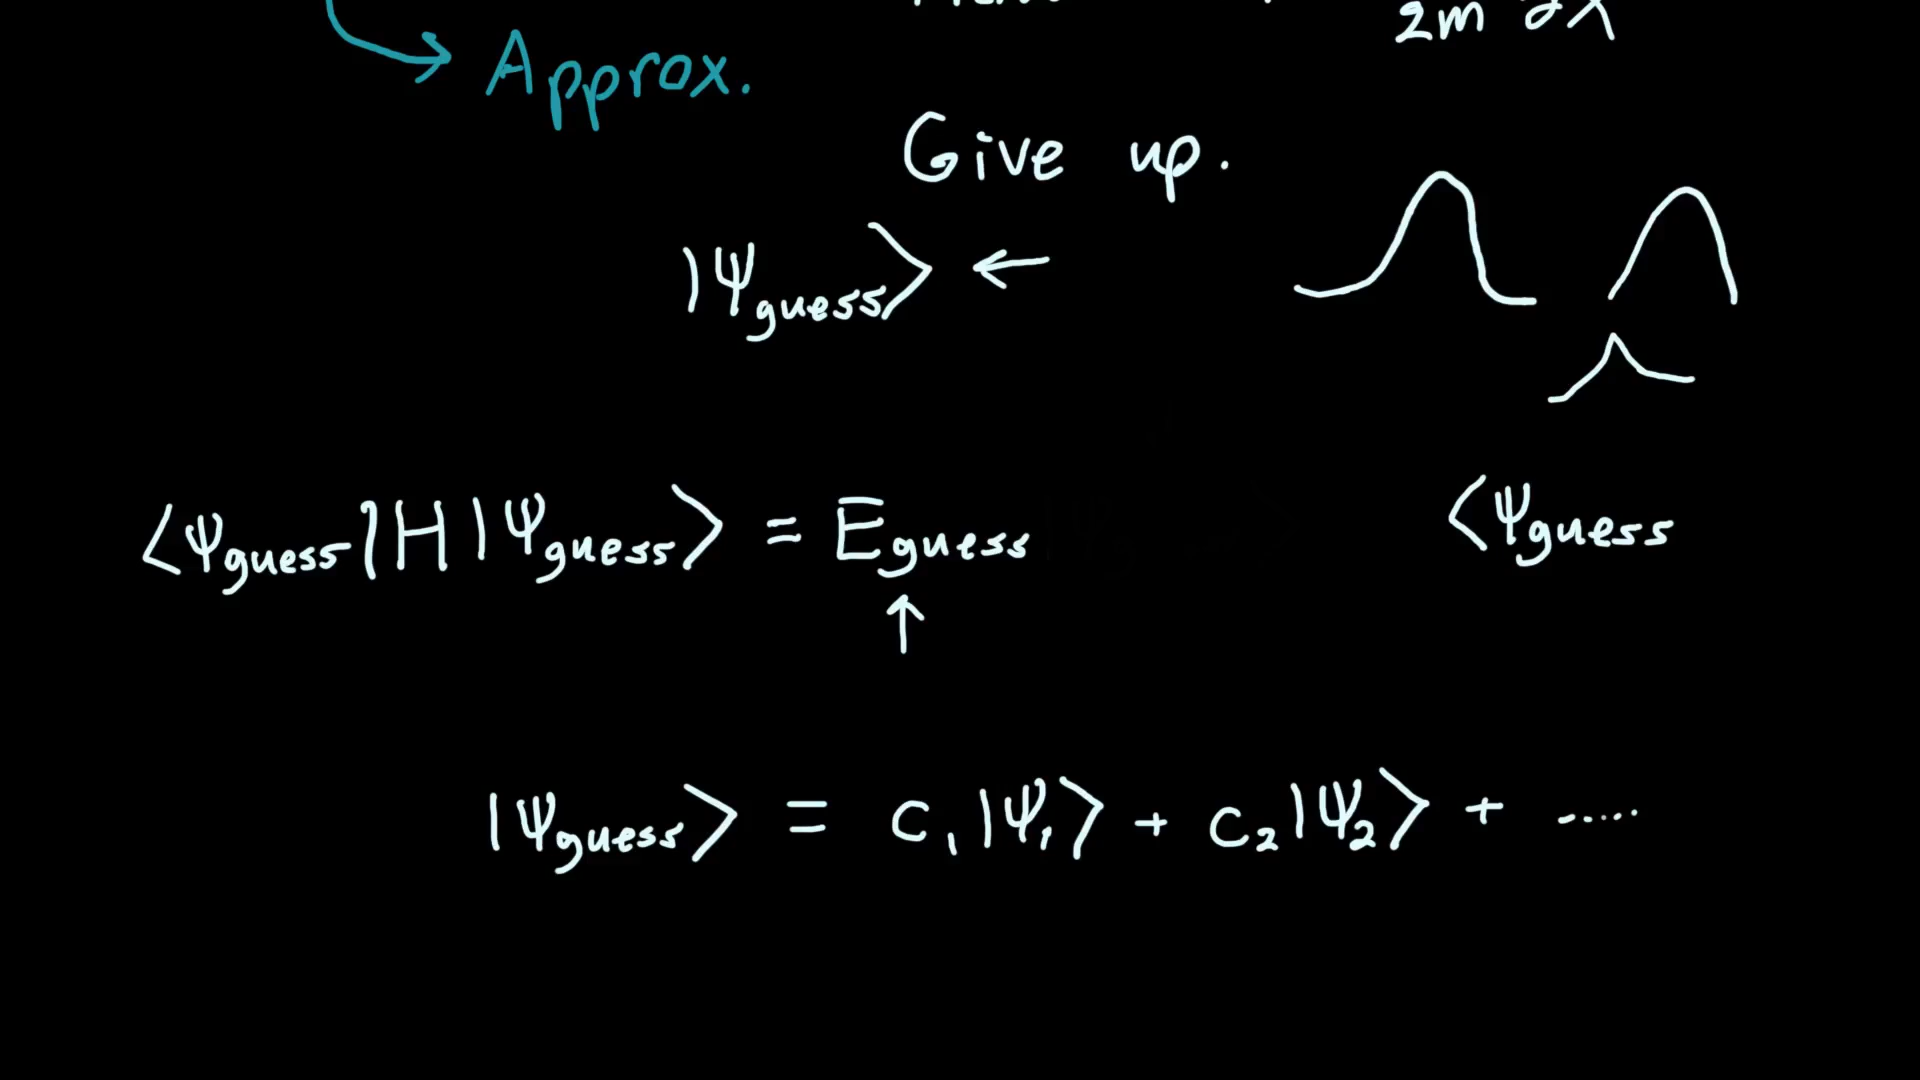 2m ∂x
Approx.
Give up.
|Ψguess⟩ ←
⟨Ψguess|H|Ψguess⟩ = Eguess
⟨Ψguess
↑
|Ψguess⟩ = c₁|Ψ₁⟩ + c₂|Ψ₂⟩ + .....